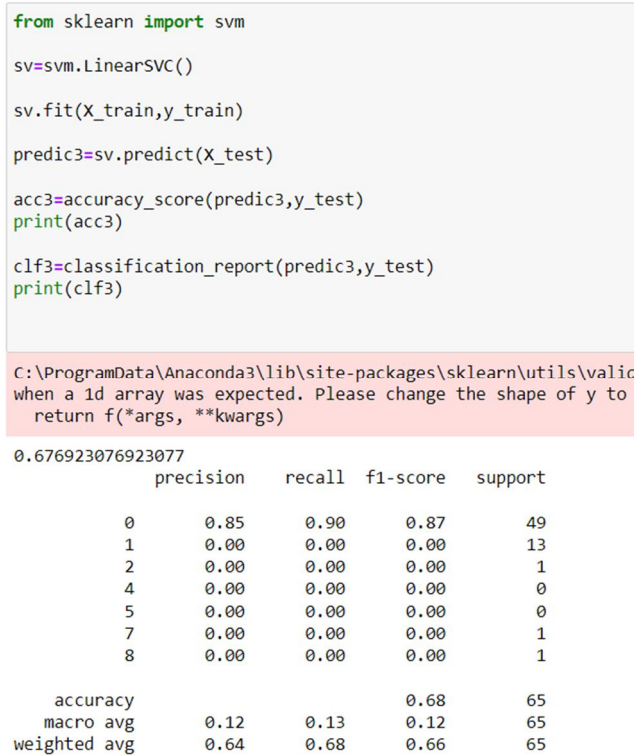 from sklearn import svm
sv=svm.LinearSVC()
sv.fit(X_train,y_train)
predic3=sv.predict(X_test)
acc3=accuracy_score(predic3,y_test)
print(acc3)
clf3=classification_report(predic3,y_test)
print(clf3)
C:\ProgramData\Anaconda3\lib\site-packages\sklearn\utils\valid
when a 1d array was expected. Please change the shape of y to
return f(*args, **kwargs)
0.676923076923077
precision recall f1-score support
0 0.85 0.90 0.87 49
1 0.00 0.00 0.00 13
2 0.00 0.00 0.00 1
4 0.00 0.00 0.00 0
5 0.00 0.00 0.00 0
7 0.00 0.00 0.00 1
8 0.00 0.00 0.00 1
accuracy 0.68 65
macro avg 0.12 0.13 0.12 65
weighted avg 0.64 0.68 0.66 65